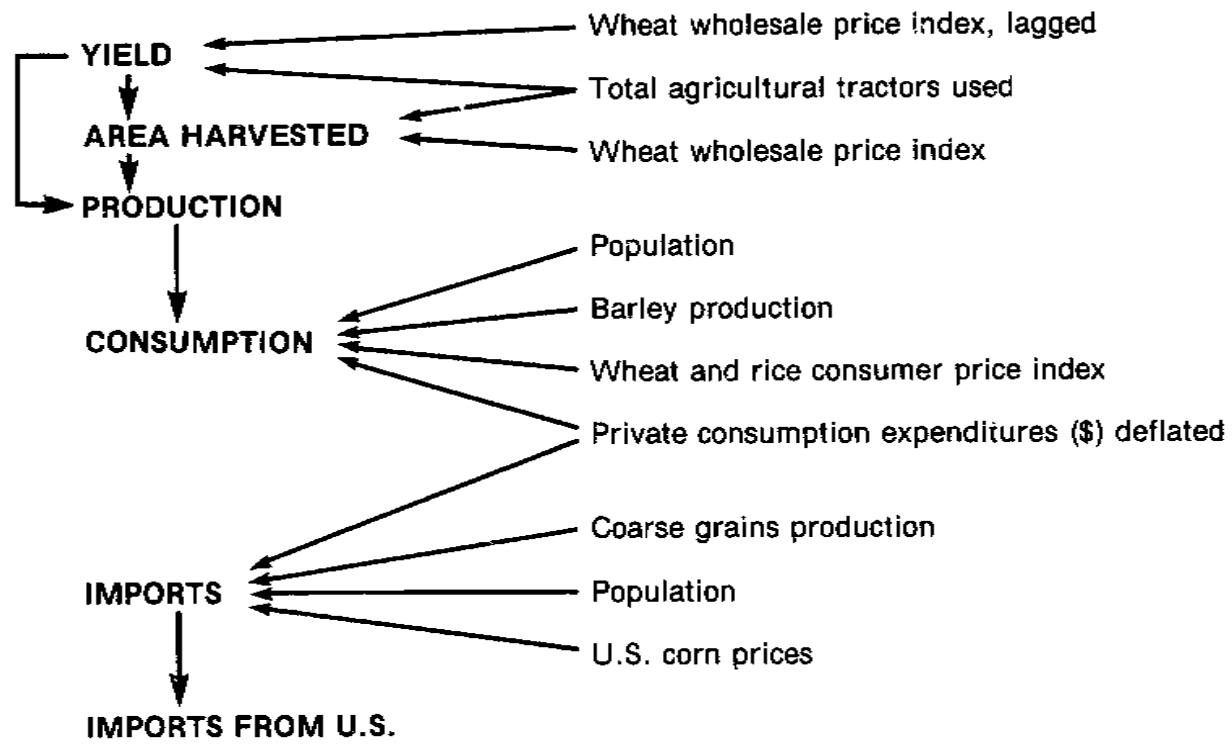 Wheat wholesale price index, lagged
YIELD
Total agricultural tractors used
AREA HARVESTED
Wheat wholesale price index
PRODUCTION
Population
Barley production
CONSUMPTION
Wheat and rice consumer price index
Private consumption expenditures ($) deflated
Coarse grains production
IMPORTS
Population
U.S. corn prices
IMPORTS FROM U.S.